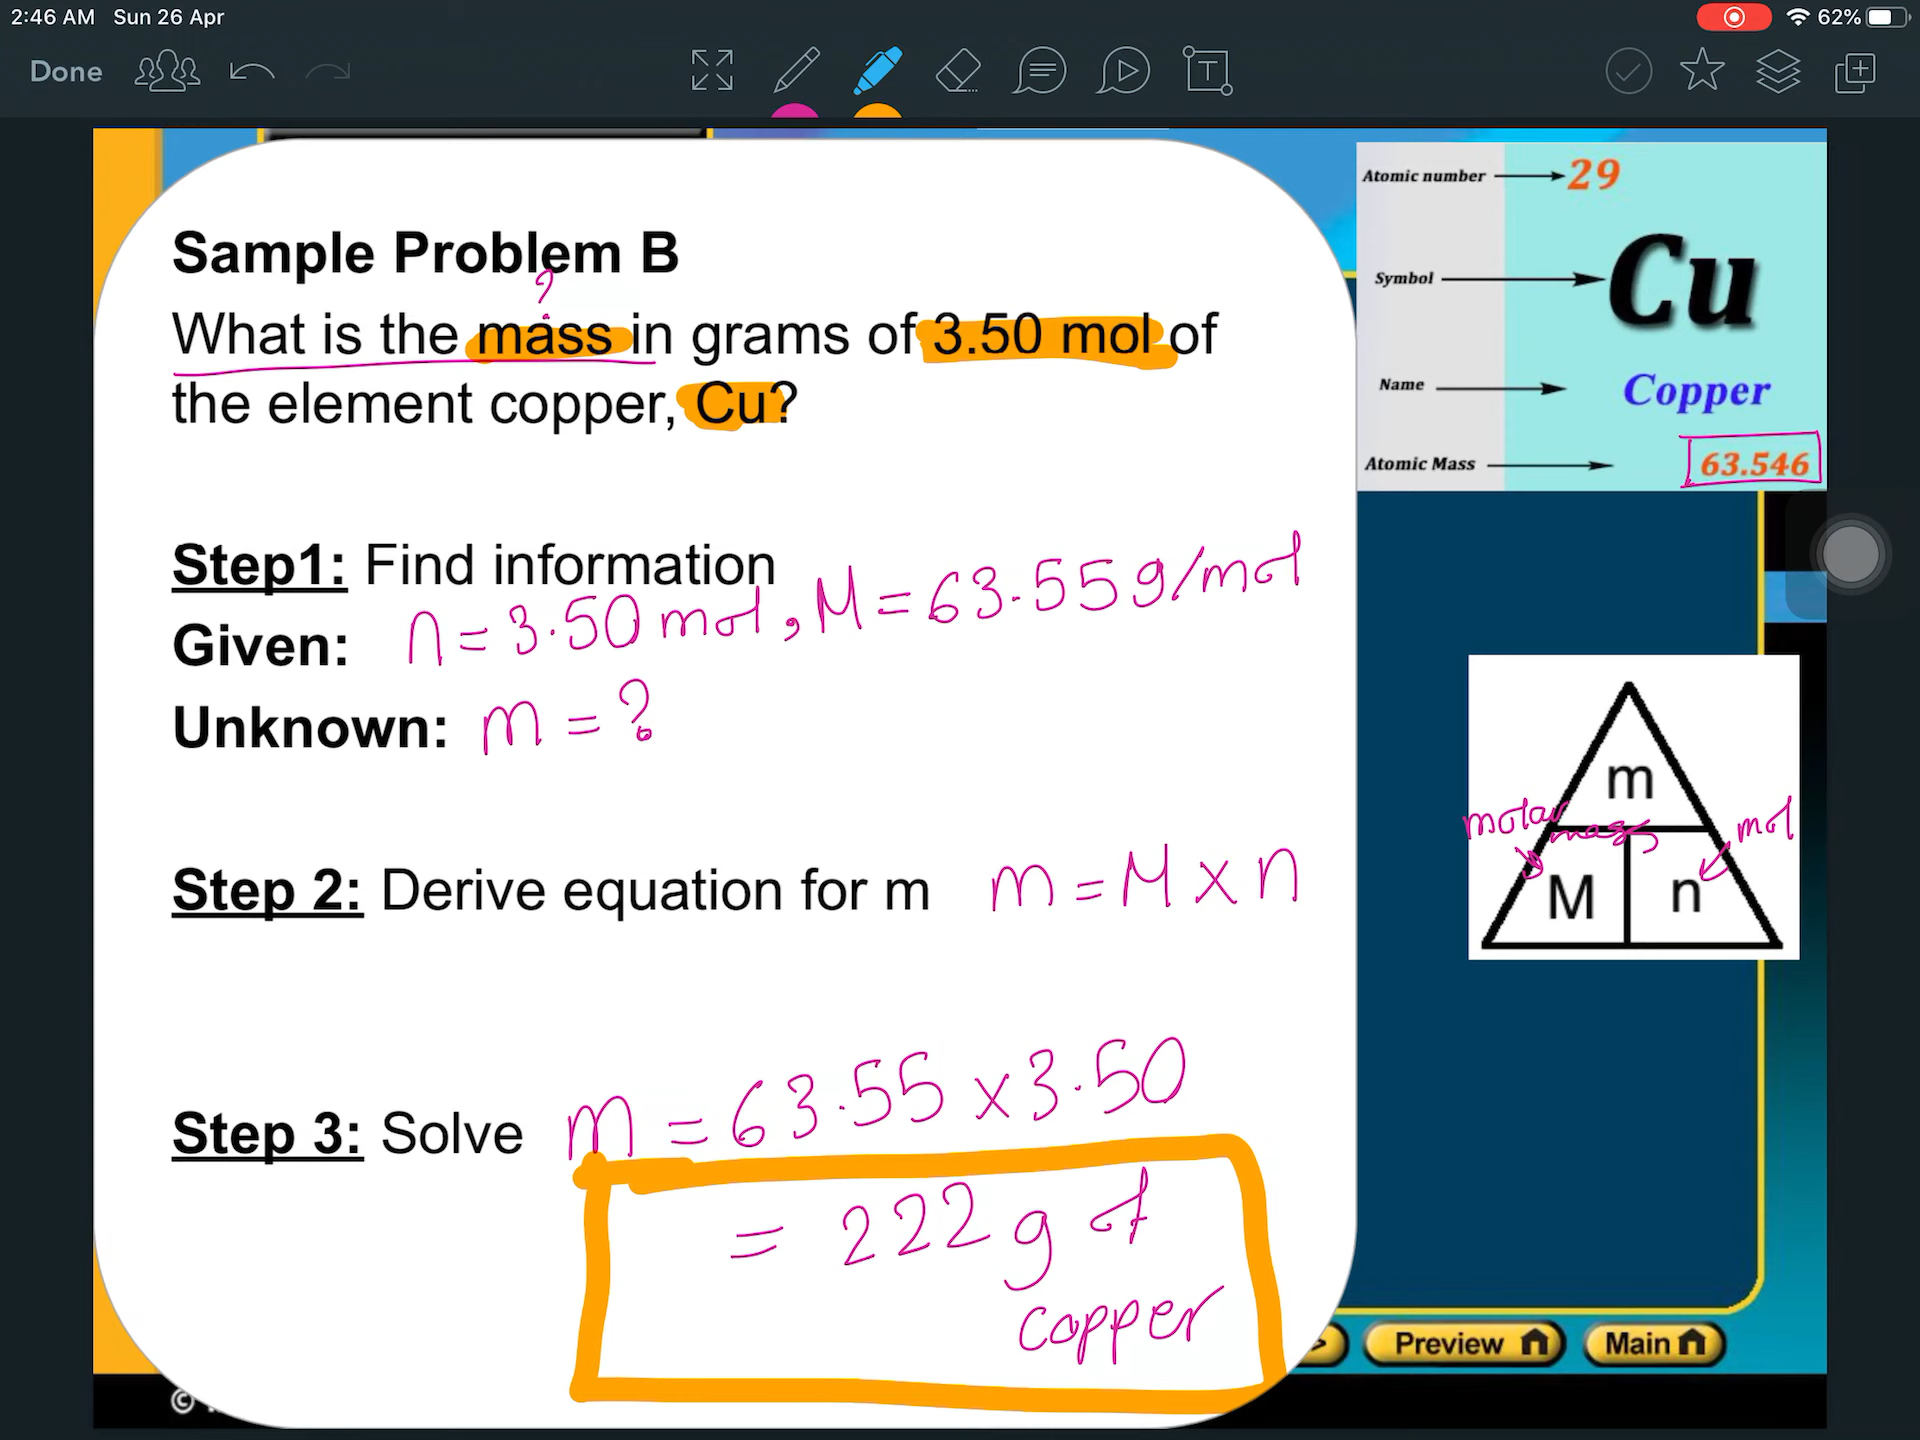 2:46 AM Sun 26 Apr
62%
Done
T
Sample Problem B
?
What is the mass in grams of 3.50 mol of
the element copper, Cu?
Step1: Find information
Given: n = 3.50 mol, M = 63.55 g/mol
Unknown: m = ?
Step 2: Derive equation for m m = M x n
Step 3: Solve m = 63.55 x 3.50
= 222 g of
copper
Atomic number 29
Symbol Cu
Name Copper
Atomic Mass 63.546
m
molar mass
mol
M n
> Preview Main
©